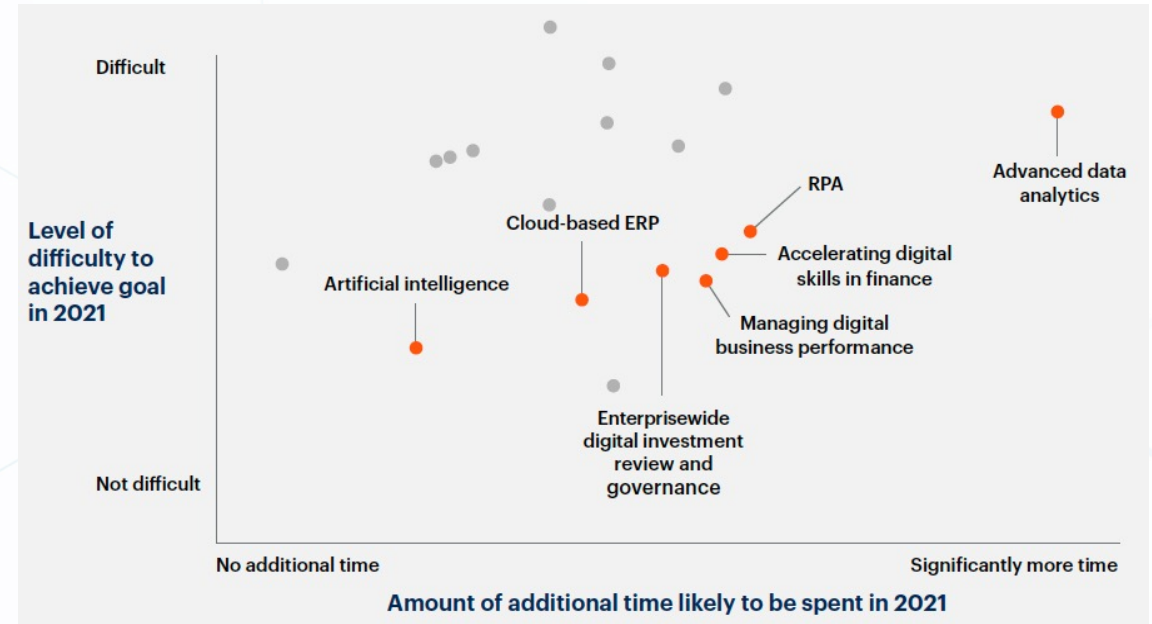 Difficult
Level of
difficulty to
achieve goal
in 2021
Not difficult
Advanced data
analytics
RPA
Cloud-based ERP
Accelerating digital
skills in finance
Artificial intelligence
Managing digital
business performance
Enterprisewide
digital investment
review and
governance
No additional time
Significantly more time
Amount of additional time likely to be spent in 2021